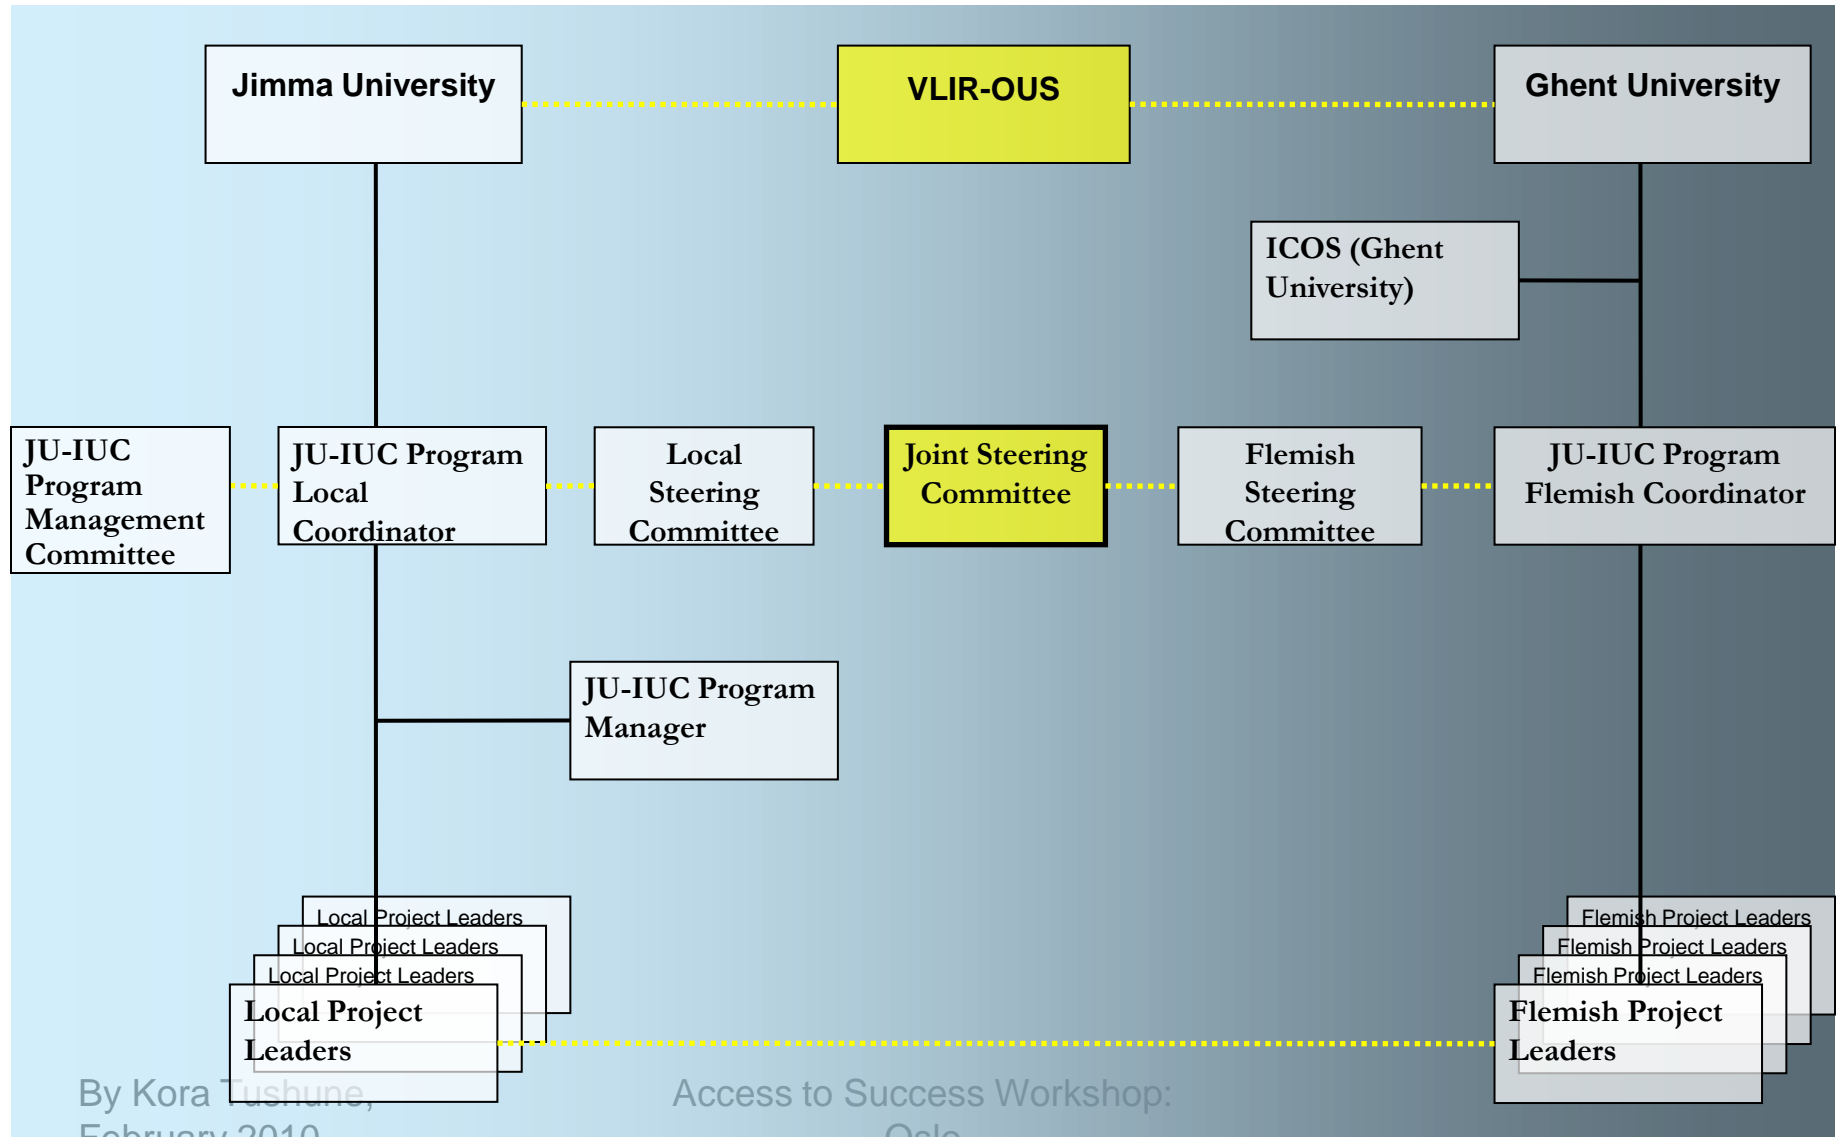 Jimma University
VLIR-OUS
Ghent University
ICOS (Ghent
University)
JU-IUC
Program
Management
Committee
JU-IUC Program
Local
Coordinator
Local
Steering
Committee
Joint Steering
Committee
Flemish
Steering
Committee
JU-IUC Program
Flemish Coordinator
JU-IUC Program
Manager
Local Project Leaders
Local Project Leaders
Local Project Leaders
Local Project
Leaders
Flemish Project Leaders
Flemish Project Leaders
Flemish Project Leaders
Flemish Project
Leaders
By Kora Tushune,
February 2010
Access to Success Workshop:
Oslo